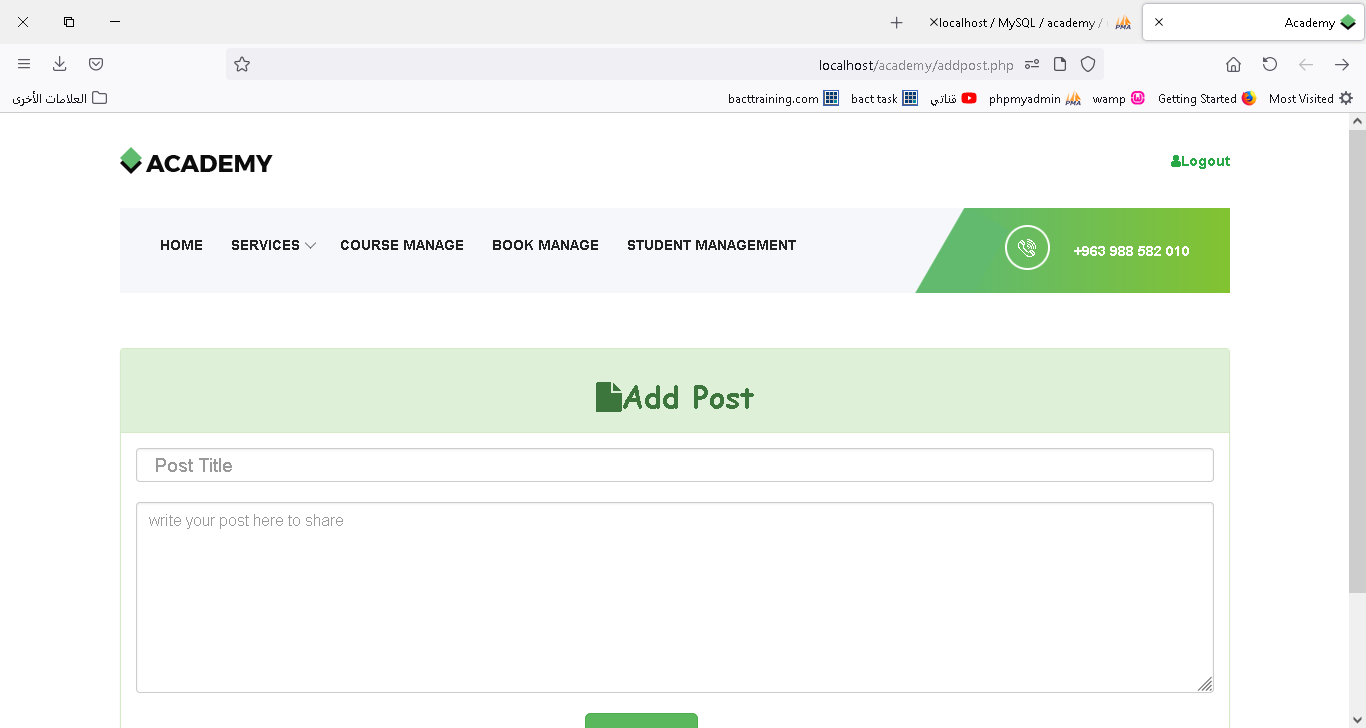 localhost / MySQL / academy /
Academy
localhost/academy/addpost.php
العلامات الأخرى
bacttraining.com
bact task
قناتي
phpmyadmin
wamp
Getting Started
Most Visited
ACADEMY
Logout
HOME SERVICES COURSE MANAGE BOOK MANAGE STUDENT MANAGEMENT
+963 988 582 010
Add Post
Post Title
write your post here to share